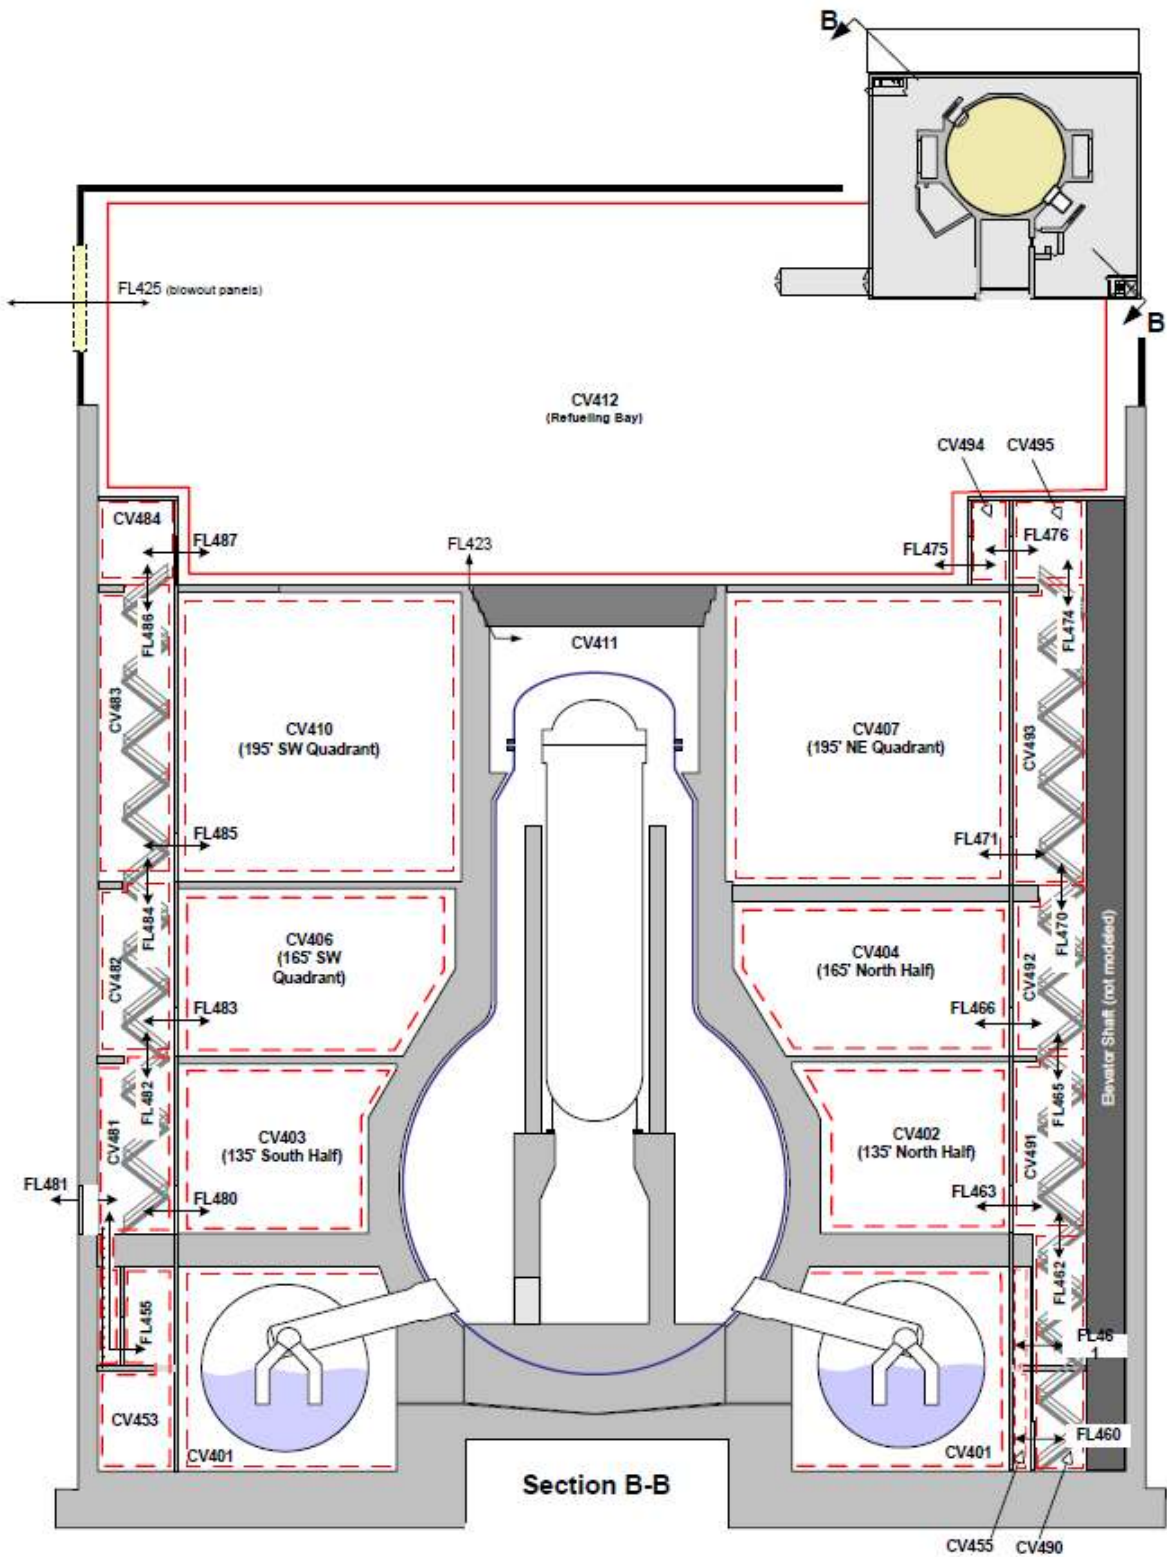 B
B
FL425 (blowout panels)
CV412
(Refueling Bay)
CV494 CV495
CV484
FL487
FL423
FL475
FL476
CV411
FL486
FL474
CV483
CV410
(195' SW Quadrant)
CV407
(195' NE Quadrant)
CV493
FL485
FL471
FL484
FL470
CV482
CV406
(165' SW
Quadrant)
CV404
(165' North Half)
CV492
FL483
FL466
Elevator Shaft (not modeled)
FL482
FL465
CV481
CV403
(135' South Half)
CV402
(135' North Half)
CV491
FL481
FL480
FL463
FL462
FL455
FL46
1
CV453
CV401
CV401
FL460
Section B-B
CV455 CV490